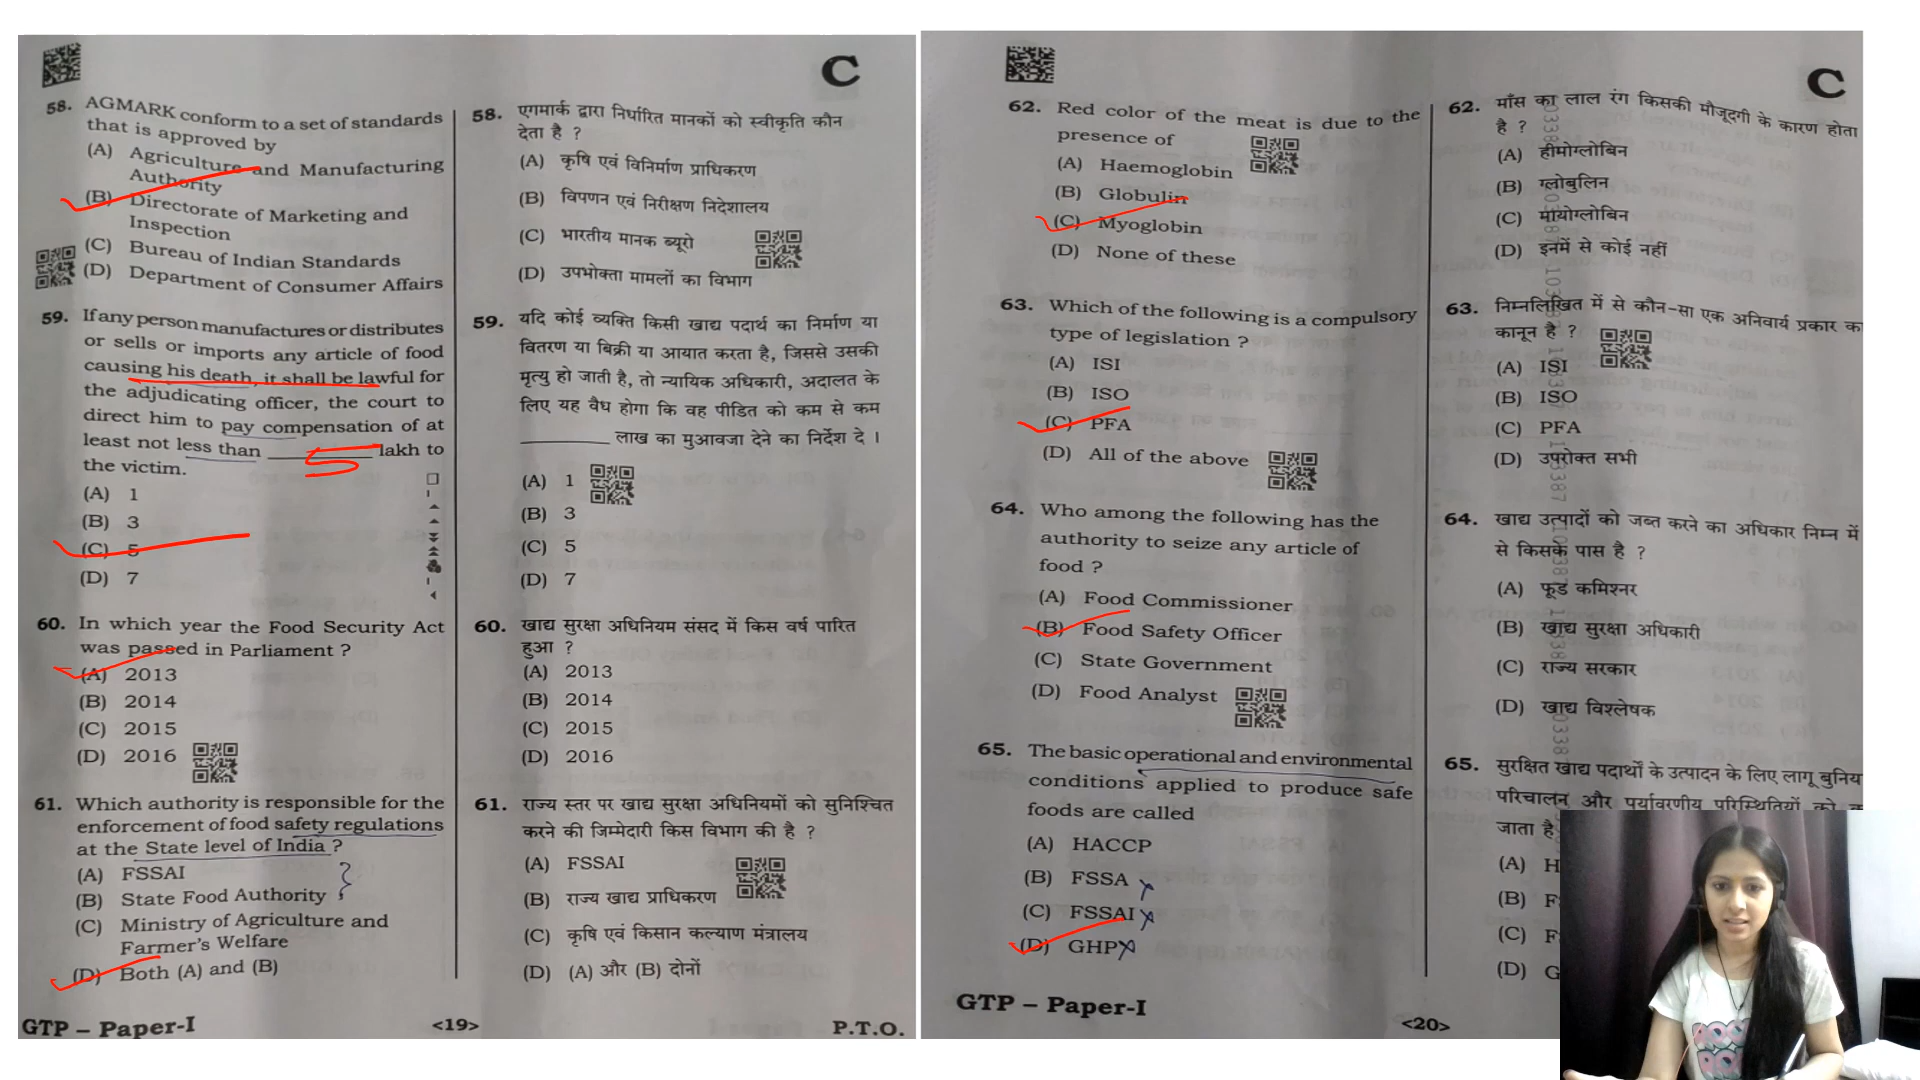 C
58. AGMARK conform to a set of standards
that is approved by
(A) Agriculture and Manufacturing
Authority
(B) Directorate of Marketing and
Inspection
(C) Bureau of Indian Standards
(D) Department of Consumer Affairs
59. If any person manufactures or distributes
or sells or imports any article of food
causing his death, it shall be lawful for
the adjudicating officer, the court to
direct him to pay compensation of at
least not less than ________ lakh to
5
the victim.
(A) 1
(B) 3
(C) 5
(D) 7
60. In which year the Food Security Act
was passed in Parliament ?
(A) 2013
(B) 2014
(C) 2015
(D) 2016
61. Which authority is responsible for the
enforcement of food safety regulations
at the State level of India ?
(A) FSSAI
(B) State Food Authority
(C) Ministry of Agriculture and
Farmer's Welfare
(D) Both (A) and (B)
58. एगमार्क द्वारा निर्धारित मानकों को स्वीकृति कौन
देता है ?
(A) कृषि एवं विनिर्माण प्राधिकरण
(B) विपणन एवं निरीक्षण निदेशालय
(C) भारतीय मानक ब्यूरो
(D) उपभोक्ता मामलों का विभाग
59. यदि कोई व्यक्ति किसी खाद्य पदार्थ का निर्माण या
वितरण या बिक्री या आयात करता है, जिससे उसकी
मृत्यु हो जाती है, तो न्यायिक अधिकारी, अदालत के
लिए यह वैध होगा कि वह पीडित को कम से कम
________ लाख का मुआवजा देने का निर्देश दे ।
(A) 1
(B) 3
(C) 5
(D) 7
60. खाद्य सुरक्षा अधिनियम संसद में किस वर्ष पारित
हुआ ?
(A) 2013
(B) 2014
(C) 2015
(D) 2016
61. राज्य स्तर पर खाद्य सुरक्षा अधिनियमों को सुनिश्चित
करने की जिम्मेदारी किस विभाग की है ?
(A) FSSAI
(B) राज्य खाद्य प्राधिकरण
(C) कृषि एवं किसान कल्याण मंत्रालय
(D) (A) और (B) दोनों
GTP – Paper-I <19> P.T.O.
C
62. Red color of the meat is due to the
presence of
(A) Haemoglobin
(B) Globulin
(C) Myoglobin
(D) None of these
63. Which of the following is a compulsory
type of legislation ?
(A) ISI
(B) ISO
(C) PFA
(D) All of the above
64. Who among the following has the
authority to seize any article of
food ?
(A) Food Commissioner
(B) Food Safety Officer
(C) State Government
(D) Food Analyst
65. The basic operational and environmental
conditions applied to produce safe
foods are called
(A) HACCP
(B) FSSA
(C) FSSAI
(D) GHP
62. माँस का लाल रंग किसकी मौजूदगी के कारण होता
है ?
(A) हीमोग्लोबिन
(B) ग्लोबुलिन
(C) मायोग्लोबिन
(D) इनमें से कोई नहीं
63. निम्नलिखित में से कौन-सा एक अनिवार्य प्रकार का
कानून है ?
(A) ISI
(B) ISO
(C) PFA
(D) उपरोक्त सभी
64. खाद्य उत्पादों को जब्त करने का अधिकार निम्न में
से किसके पास है ?
(A) फूड कमिश्नर
(B) खाद्य सुरक्षा अधिकारी
(C) राज्य सरकार
(D) खाद्य विश्लेषक
65. सुरक्षित खाद्य पदार्थों के उत्पादन के लिए लागू
परिचालन और पर्यावरणीय परिस्थितियों को
जाता है
(A) H
(B) F
(C) F
(D) G
GTP – Paper-I <20>